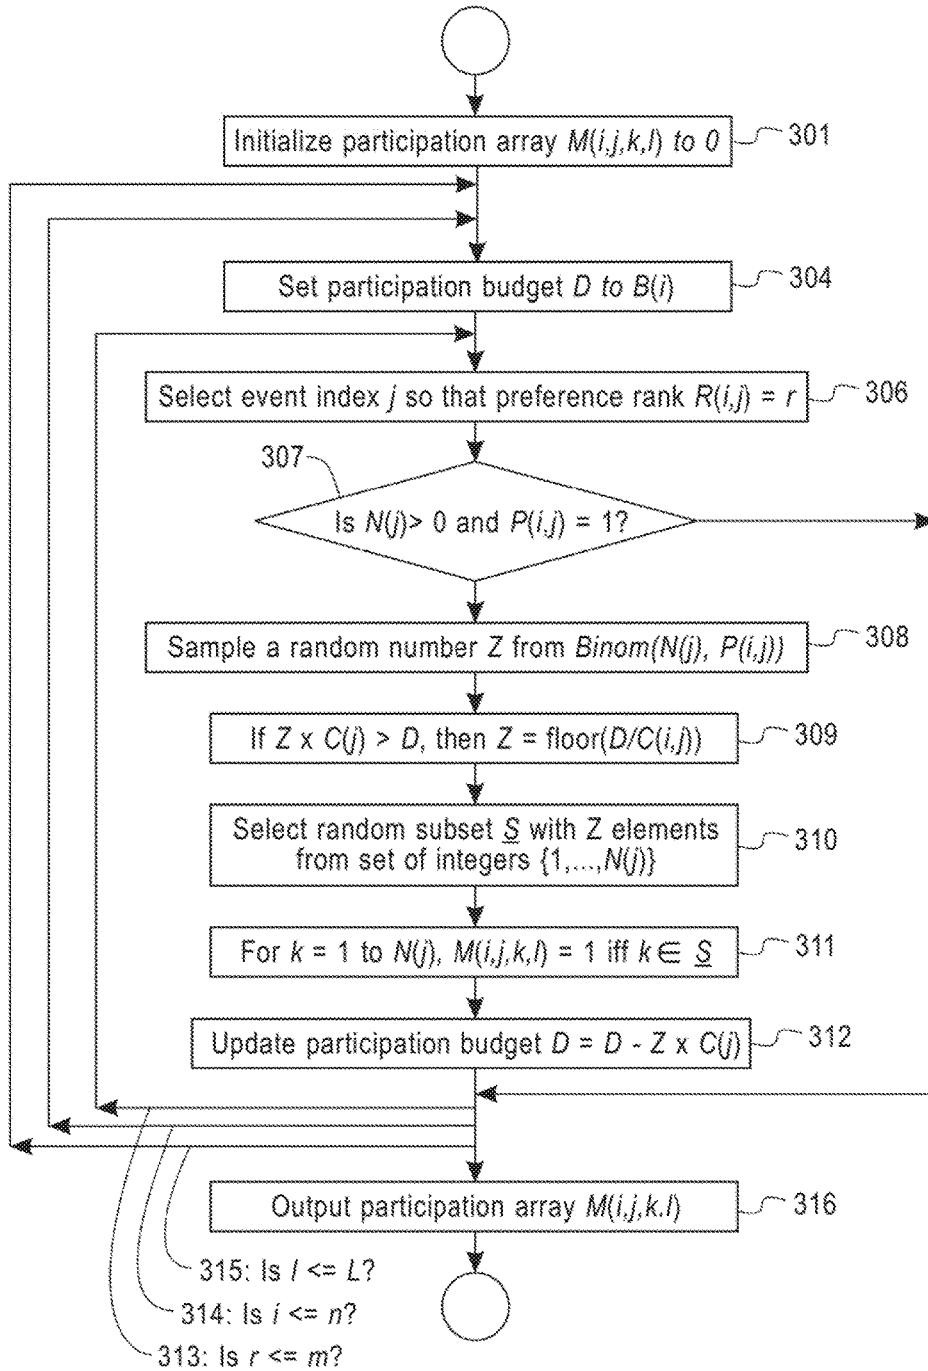 Initialize participation array M(i,j,k,l) to 0
301
Set participation budget D to B(i)
304
Select event index j so that preference rank R(i,j) = r
306
307
Is N(j)> 0 and P(i,j) = 1?
Sample a random number Z from Binom(N(j), P(i,j))
308
If Z x C(j) > D, then Z = floor(D/C(i,j))
309
Select random subset S with Z elements
from set of integers {1,...,N(j)}
310
For k = 1 to N(j), M(i,j,k,l) = 1 iff k ∈ S
311
Update participation budget D = D - Z x C(j)
312
Output participation array M(i,j,k.l)
316
315: Is l <= L?
314: Is i <= n?
313: Is r <= m?